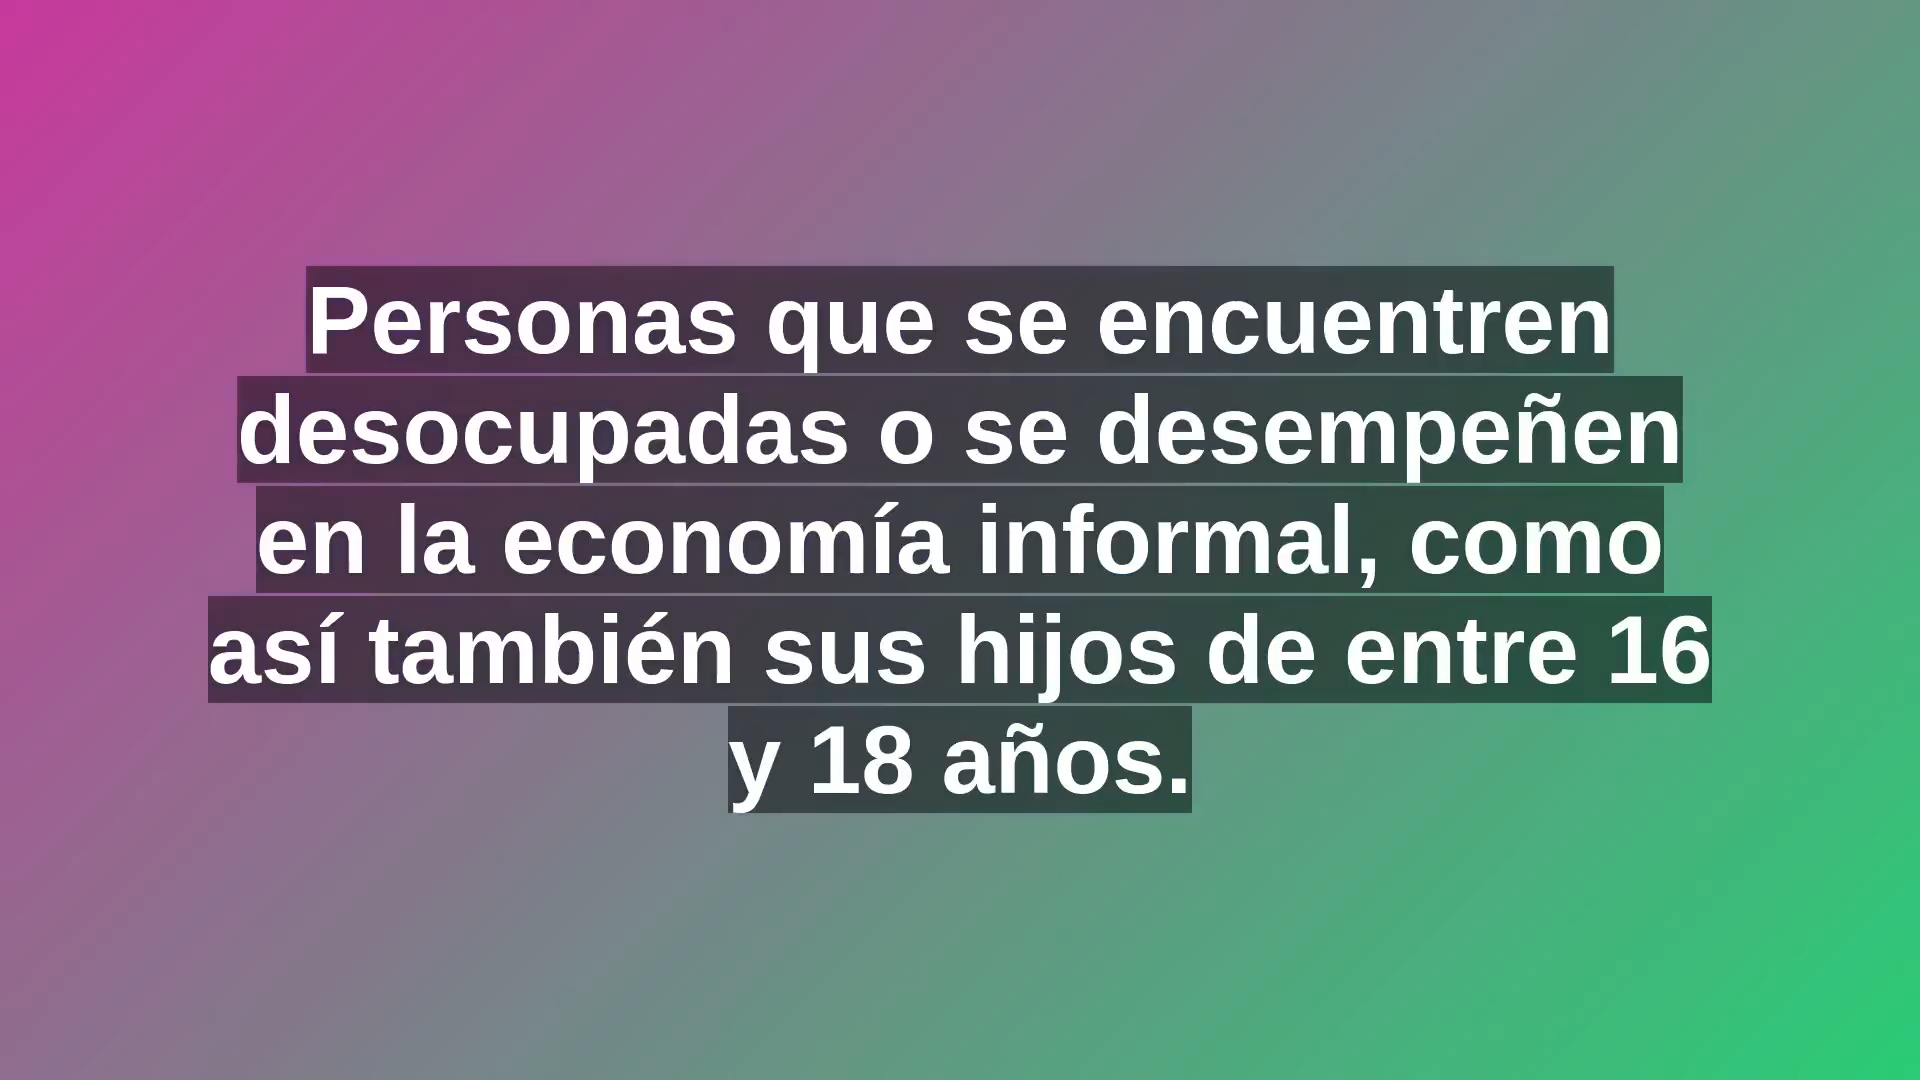 Personas que se encuentren
desocupadas o se desempeñen
en la economía informal, como
así también sus hijos de entre 16
y 18 años.